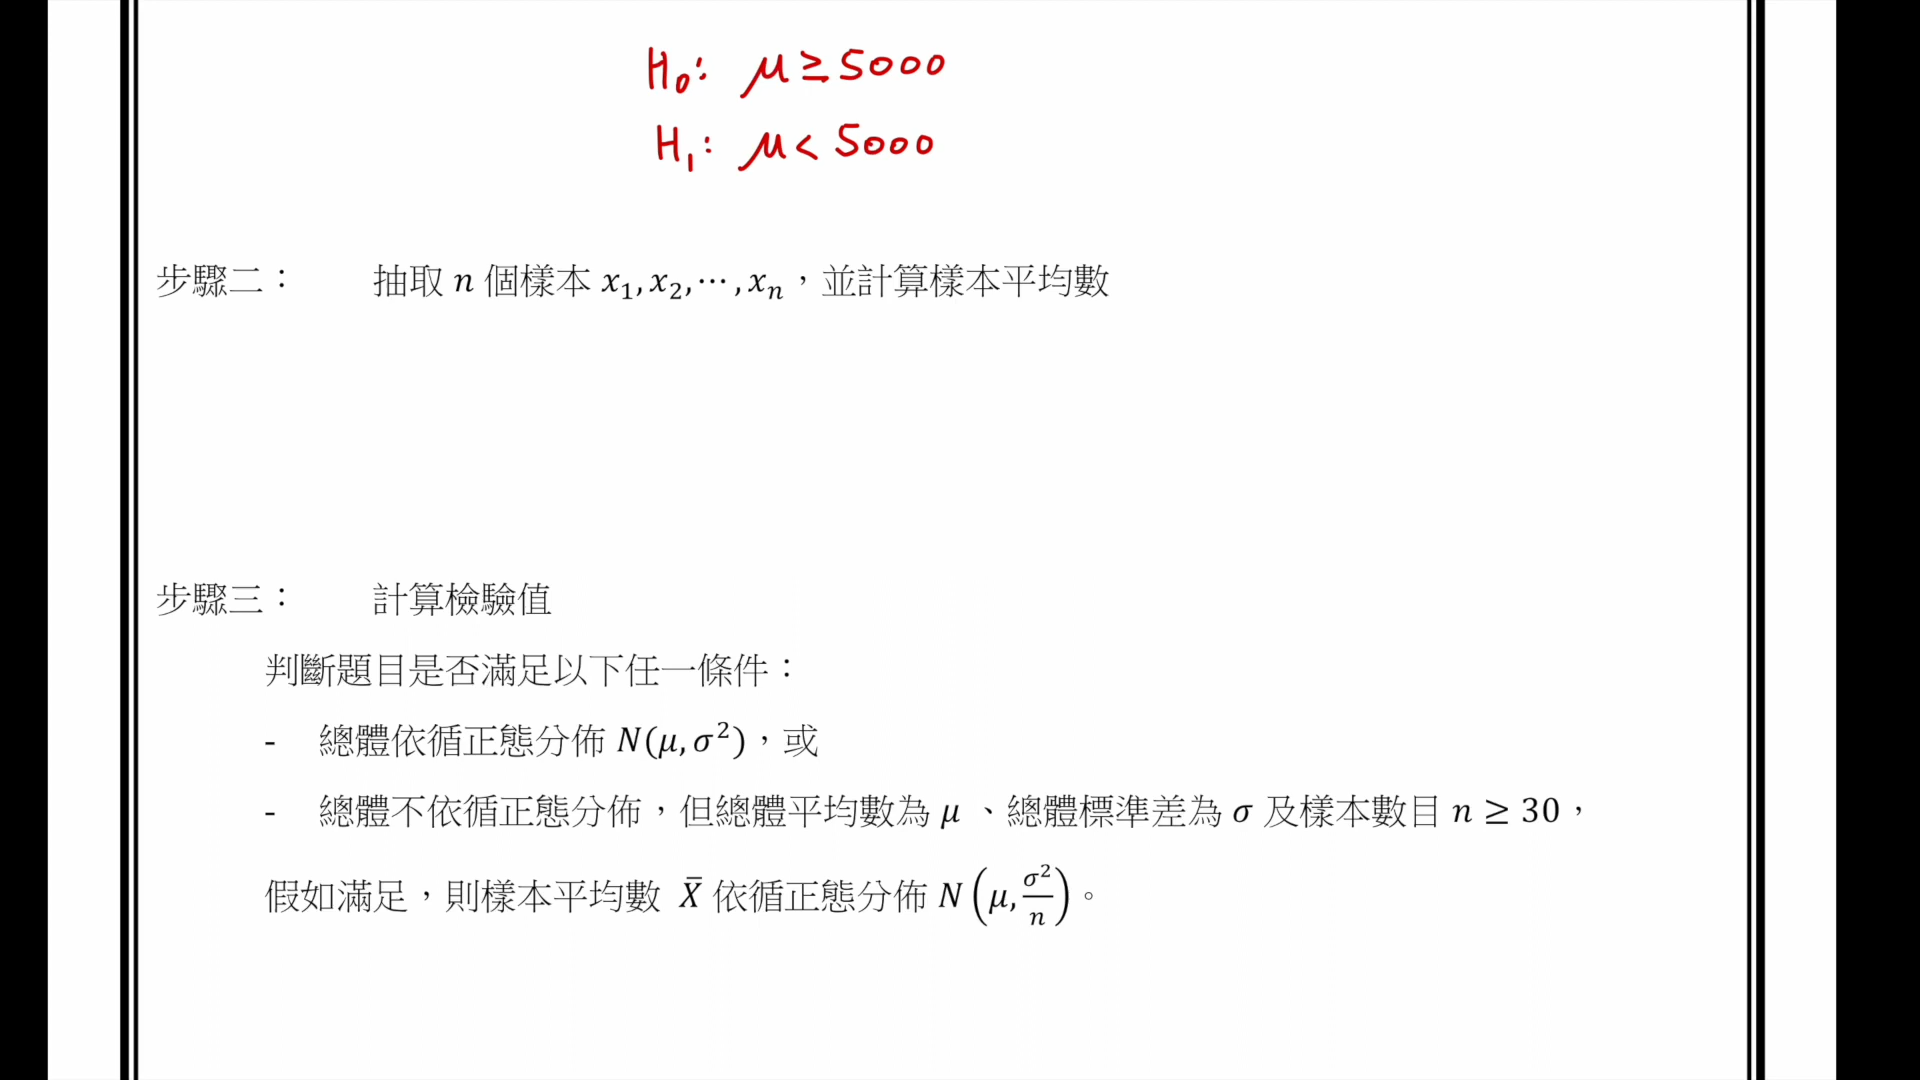 H₀: μ ≥ 5000
H₁: μ < 5000
步驟二： 抽取 n 個樣本 x₁, x₂, ⋯, xₙ，並計算樣本平均數
步驟三： 計算檢驗值
判斷題目是否滿足以下任一條件：
- 總體依循正態分佈 N(μ, σ²)，或
- 總體不依循正態分佈，但總體平均數為 μ 、總體標準差為 σ 及樣本數目 n ≥ 30，
假如滿足，則樣本平均數 X̄ 依循正態分佈 N(μ, σ²/n)。